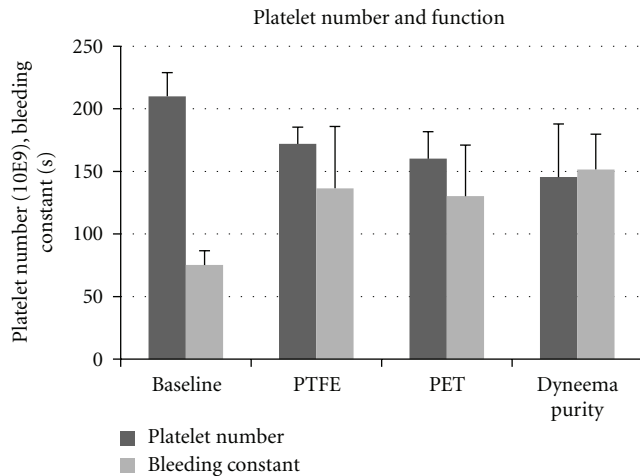 Platelet number and function
Platelet number (10E9), bleeding
constant (s)
250
200
150
100
50
0
Baseline
PTFE
PET
Dyneema
purity
Platelet number
Bleeding constant